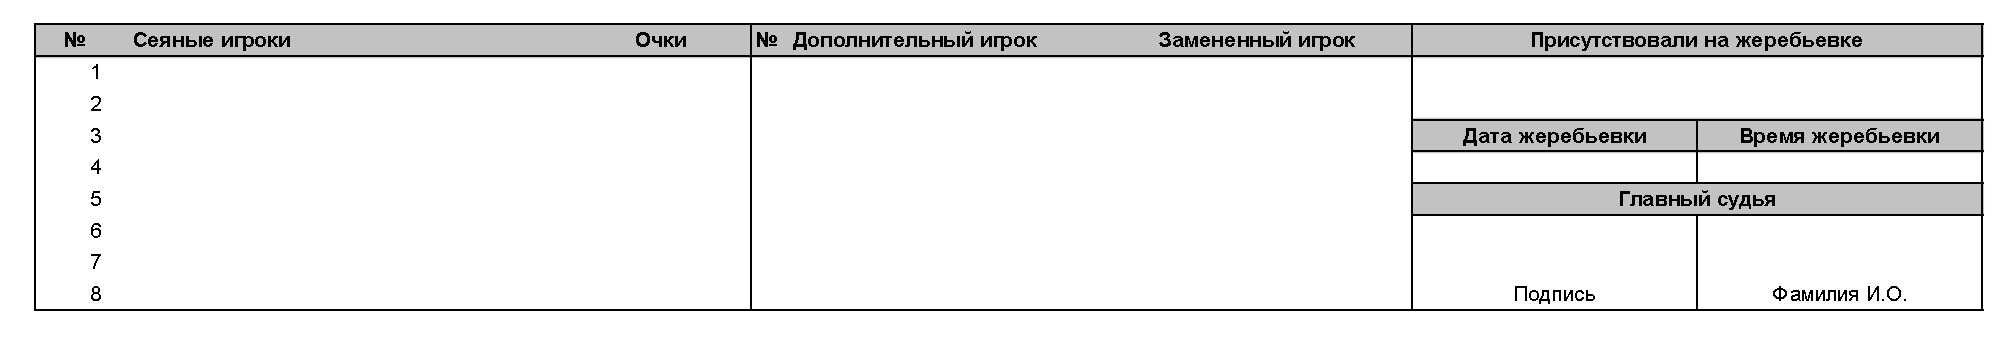 № Сеяные игроки Очки № Дополнительный игрок Замененный игрок Присутствовали на жеребьевке
1
2
3 Дата жеребьевки Время жеребьевки
4
5 Главный судья
6
7
8 Подпись Фамилия И.О.